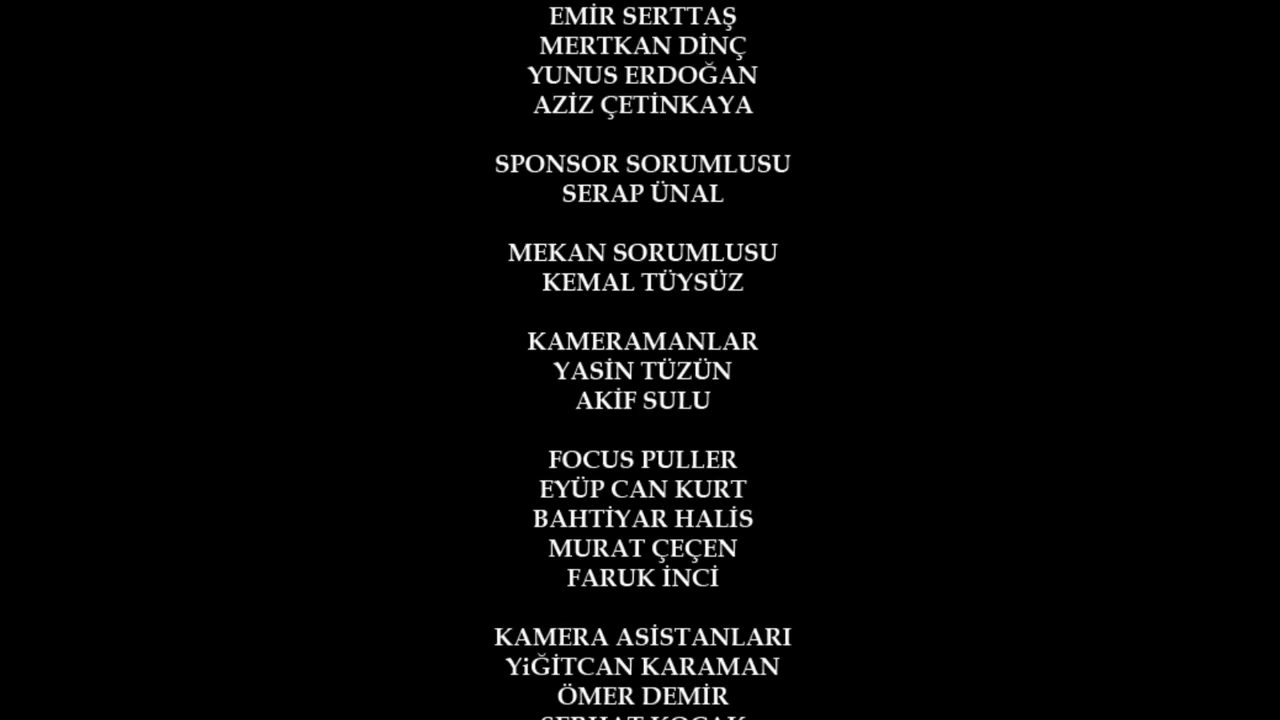 EMİR SERTTAŞ
MERTKAN DİNÇ
YUNUS ERDOĞAN
AZİZ ÇETİNKAYA
SPONSOR SORUMLUSU
SERAP ÜNAL
MEKAN SORUMLUSU
KEMAL TÜYSÜZ
KAMERAMANLAR
YASİN TÜZÜN
AKİF SULU
FOCUS PULLER
EYÜP CAN KURT
BAHTİYAR HALİS
MURAT ÇEÇEN
FARUK İNCİ
KAMERA ASİSTANLARI
YiĞİTCAN KARAMAN
ÖMER DEMİR